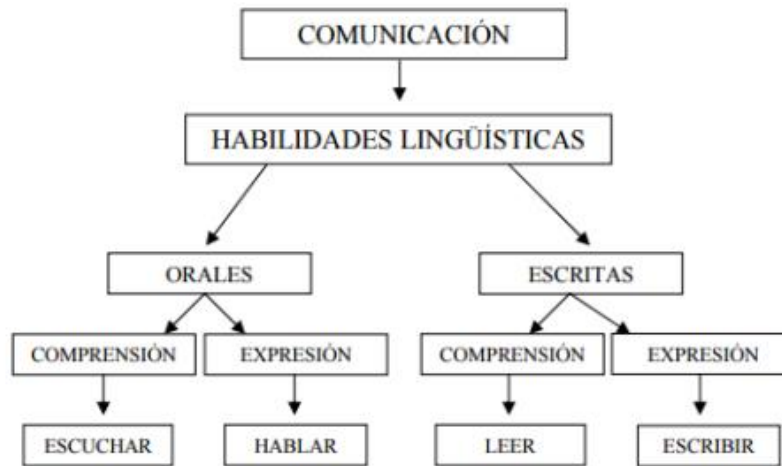 COMUNICACIÓN
HABILIDADES LINGÜÍSTICAS
ORALES
ESCRITAS
COMPRENSIÓN
EXPRESIÓN
COMPRENSIÓN
EXPRESIÓN
ESCUCHAR
HABLAR
LEER
ESCRIBIR